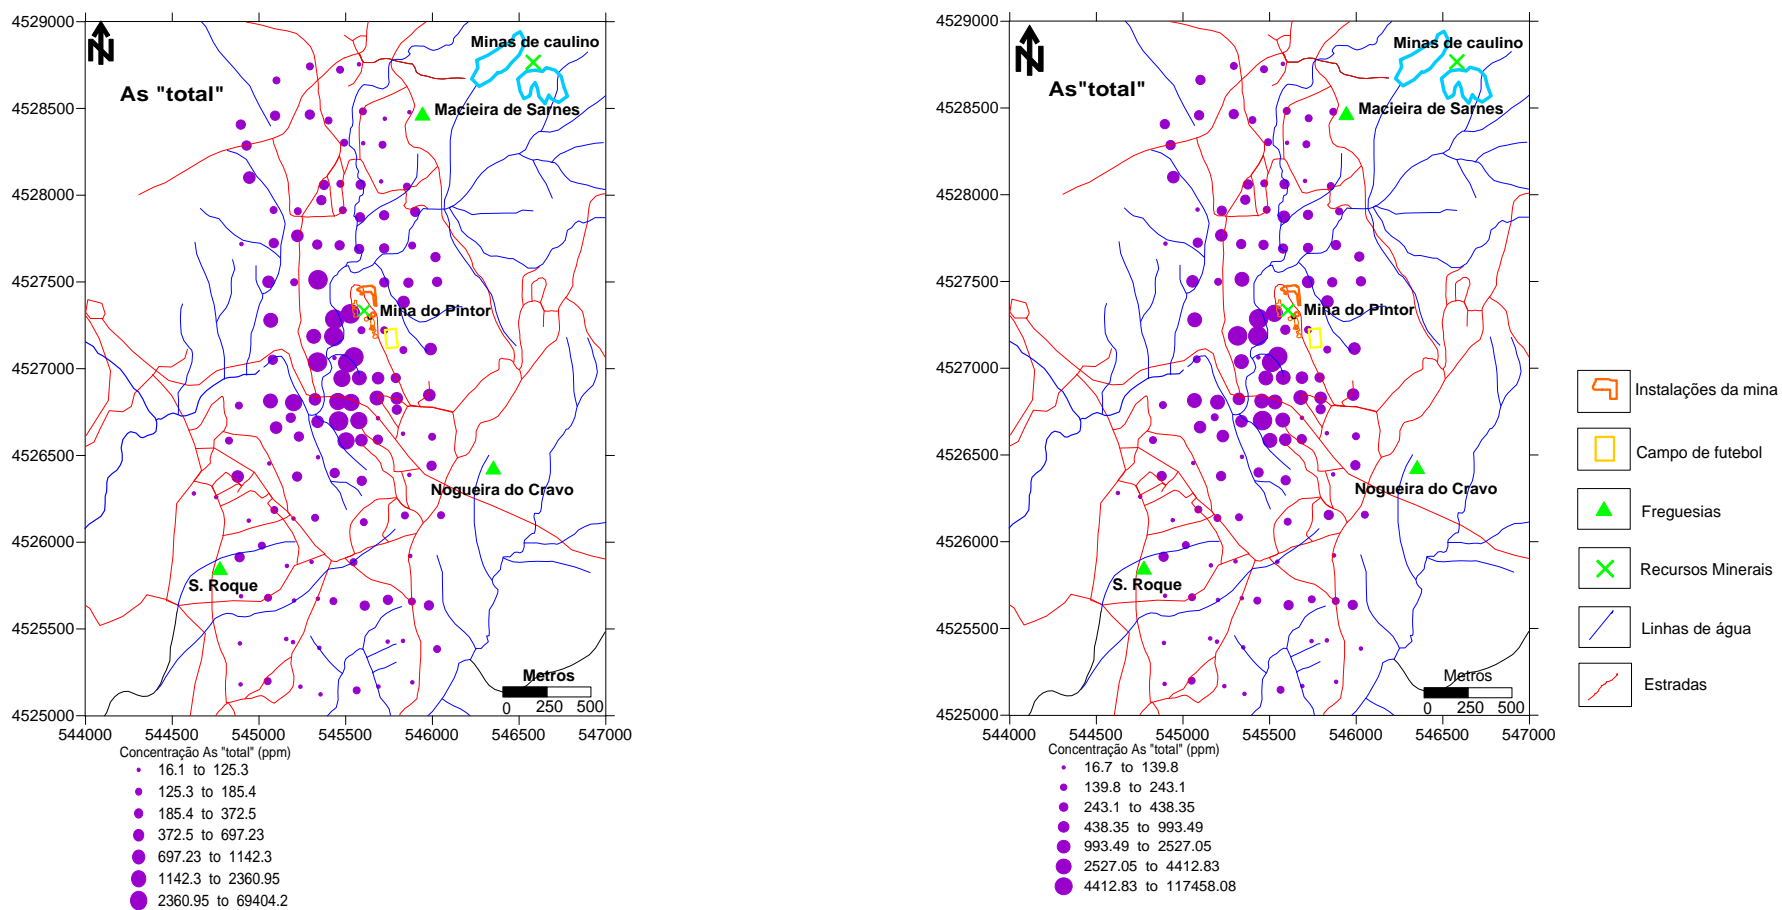 4529000
4528500
4528000
4527500
4527000
4526500
4526000
4525500
4525000
N
As "total"
Minas de caulino
Macieira de Sarnes
Mina do Pintor
Nogueira do Cravo
S. Roque
Metros
0 250 500
544000 544500 545000 545500 546000 546500 547000
Concentração As "total" (ppm)
16.1 to 125.3
125.3 to 185.4
185.4 to 372.5
372.5 to 697.23
697.23 to 1142.3
1142.3 to 2360.95
2360.95 to 69404.2
4529000
4528500
4528000
4527500
4527000
4526500
4526000
4525500
4525000
N
As"total"
Minas de caulino
Macieira de Sarnes
Mina do Pintor
Nogueira do Cravo
S. Roque
Metros
0 250 500
544000 544500 545000 545500 546000 546500 547000
Concentração As "total" (ppm)
16.7 to 139.8
139.8 to 243.1
243.1 to 438.35
438.35 to 993.49
993.49 to 2527.05
2527.05 to 4412.83
4412.83 to 117458.08
Instalações da mina
Campo de futebol
Freguesias
Recursos Minerais
Linhas de água
Estradas